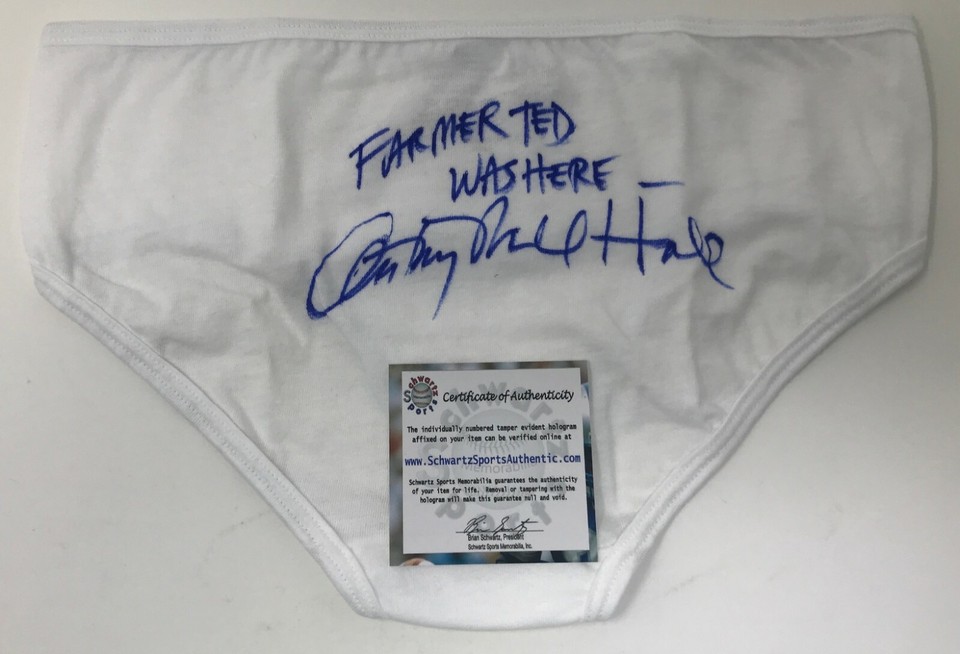 FARMER TED
WAS HERE
Anthony Michael Hall
Schwartz
Sports
Certificate of Authenticity
The individually numbered tamper evident hologram
affixed on your item can be verified online at
www.SchwartzSportsAuthentic.com
Schwartz Sports Memorabilia guarantees the authenticity
of your item for life. Removal or tampering with the
hologram will make this guarantee null and void.
Brian Schwartz, President
Schwartz Sports Memorabilia, Inc.